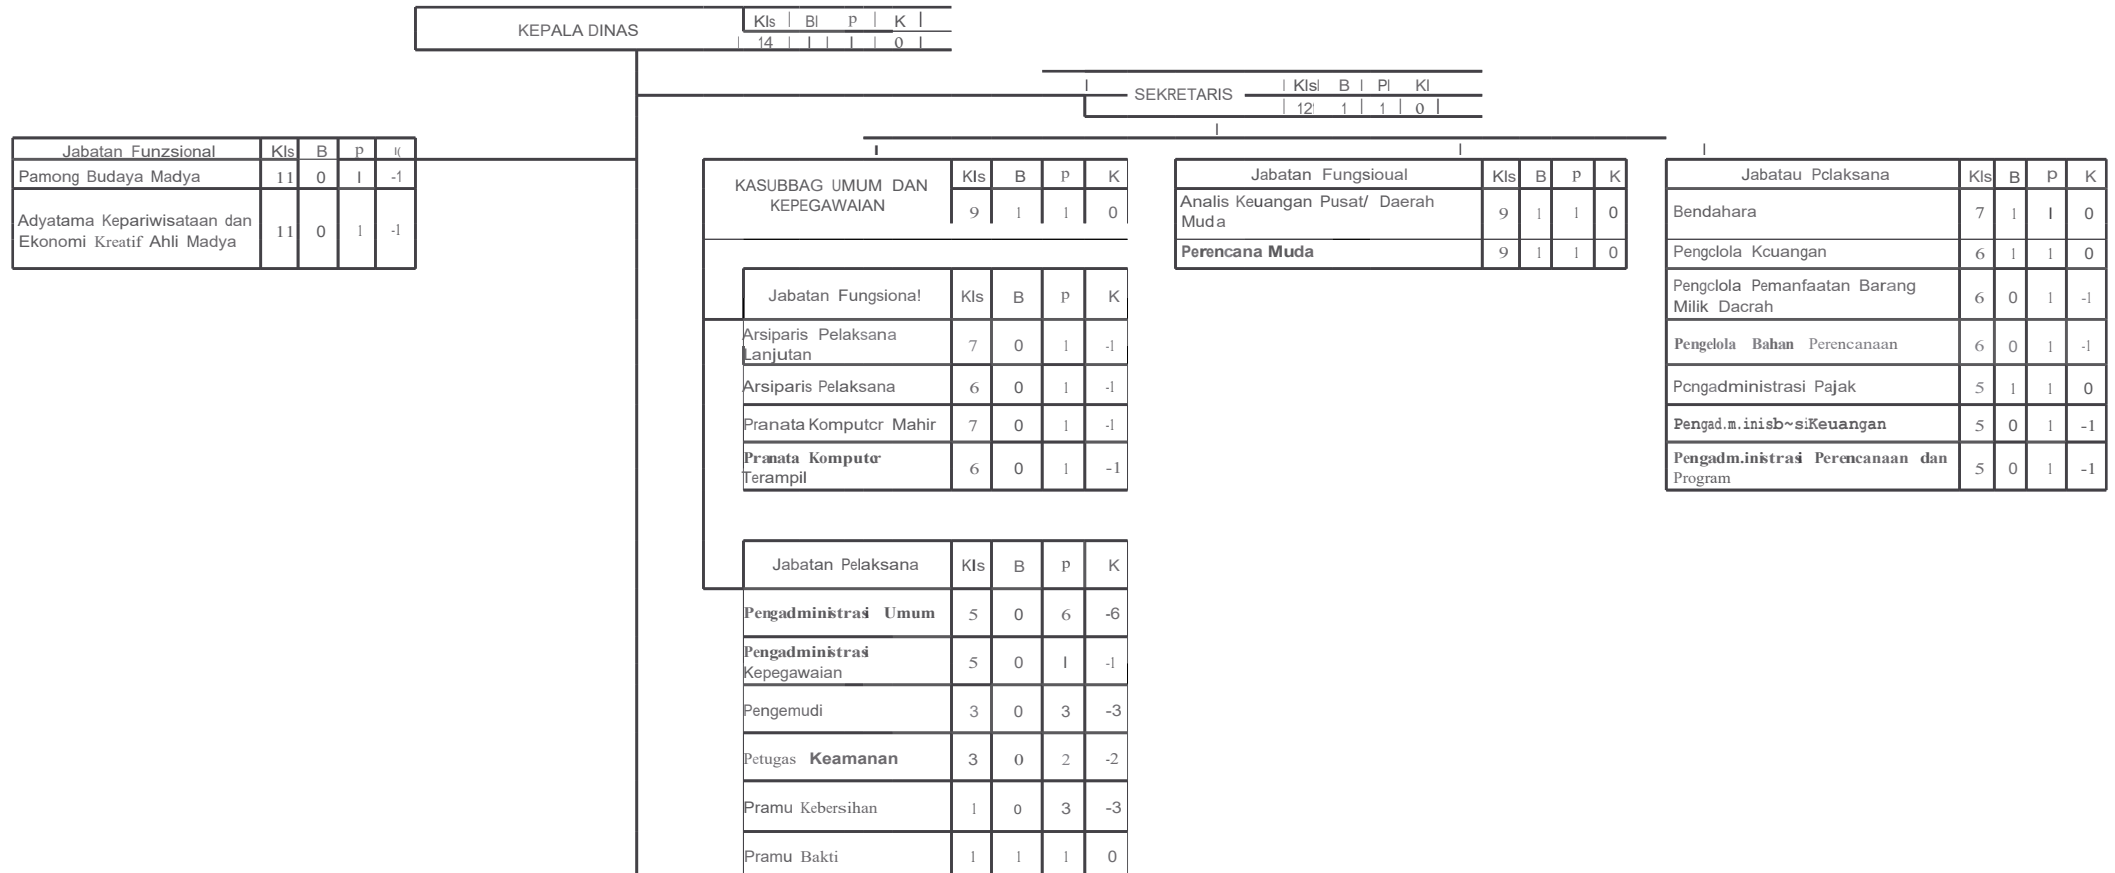 KEPALA DINAS
Kls | B| p | K |
| 14 | | | | | 0 |
SEKRETARIS
| Kls| B | P| K|
| 12| 1 | 1 | 0 |
Jabatan Funzsional Kls B p I(
Pamong Budaya Madya 11 0 I -1
Adyatama Kepariwisataan dan
Ekonomi Kreatif Ahli Madya 11 0 1 -1
KASUBBAG UMUM DAN
KEPEGAWAIAN
Kls B P K
9 1 1 0
Jabatan Fungsiona! Kls B P K
Arsiparis Pelaksana
Lanjutan 7 0 1 -1
Arsiparis Pelaksana 6 0 1 -1
Pranata Komputcr Mahir 7 0 1 -1
Pranata Komputcr
Terampil 6 0 1 -1
Jabatan Pelaksana Kls B P K
Pengadministrasi Umum 5 0 6 -6
Pengadministrasi
Kepegawaian 5 0 I -1
Pengemudi 3 0 3 -3
Petugas Keamanan 3 0 2 -2
Pramu Kebersihan 1 0 3 -3
Pramu Bakti 1 1 1 0
Jabatan Fungsioual Kls B P K
Analis Keuangan Pusat/ Daerah
Muda 9 1 1 0
Perencana Muda 9 1 1 0
Jabatau Pclaksana Kls B P K
Bendahara 7 1 I 0
Pengclola Kcuangan 6 1 1 0
Pengclola Pemanfaatan Barang
Milik Dacrah 6 0 1 -1
Pengelola Bahan Perencanaan 6 0 1 -1
Pcngadministrasi Pajak 5 1 1 0
Pengad.m.inisb~siKeuangan 5 0 1 -1
Pengadm.inistrasi Perencanaan dan
Program 5 0 1 -1